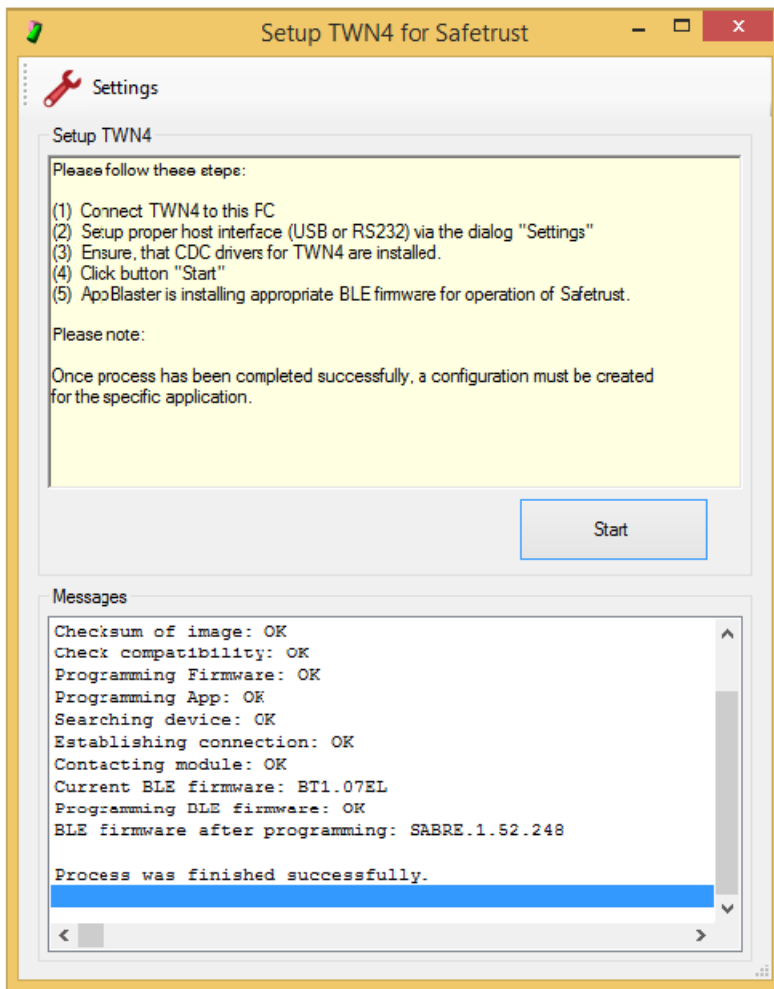 Setup TWN4 for Safetrust
Settings
Setup TWN4
Please follow these steps:
(1) Connect TWN4 to this PC
(2) Setup proper host interface (USB or RS232) via the dialog "Settings"
(3) Ensure, that CDC drivers for TWN4 are installed.
(4) Click button "Start"
(5) AppBlaster is installing appropriate BLE firmware for operation of Safetrust.
Please note:
Once process has been completed successfully, a configuration must be created
for the specific application.
Start
Messages
Checksum of image: OK
Check compatibility: OK
Programming Firmware: OK
Programming App: OK
Searching device: OK
Establishing connection: OK
Contacting module: OK
Current BLE firmware: BT1.07EL
Programming BLE firmware: OK
BLE firmware after programming: SABRE.1.52.248
Process was finished successfully.